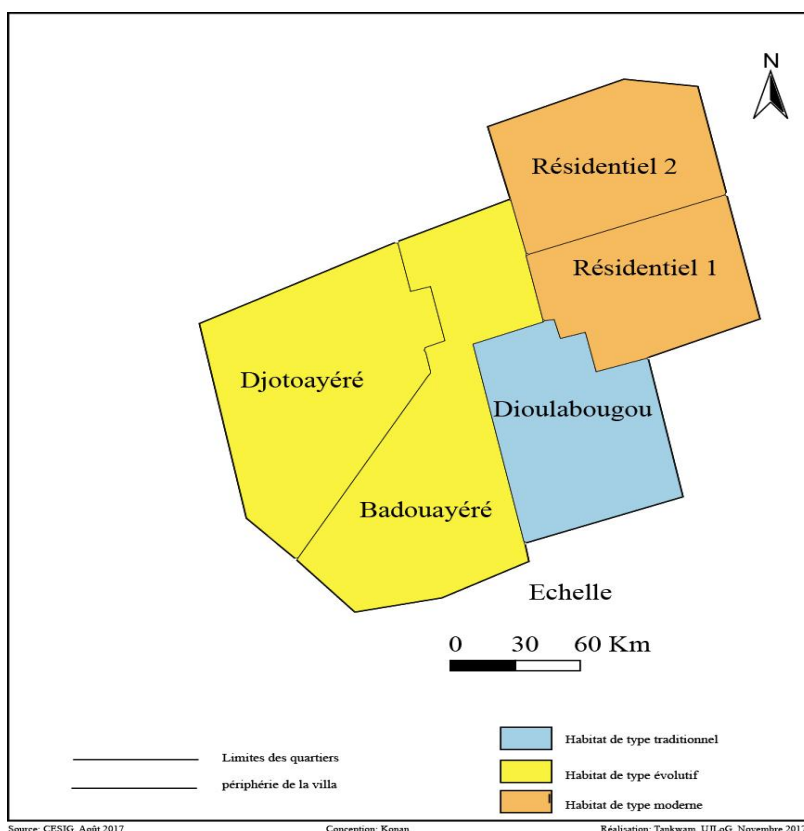 N
Résidentiel 2
Résidentiel 1
Djotoayéré
Dioulabougou
Badouayéré
Echelle
0 30 60 Km
Limites des quartiers
périphérie de la villa
Habitat de type traditionnel
Habitat de type évolutif
Habitat de type moderne
Source: CESIG, Août 2017 Conception: Konan Réalisation: Tankwam, UJLoG, Novembre 2017